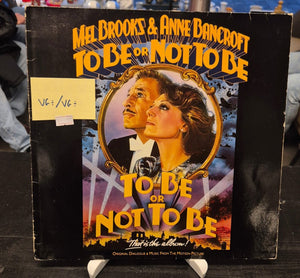 MEL BROOKS & ANNE BANCROFT
TO BE OR NOT TO BE
VG+/VG+
TO BE
OR
NOT TO BE
That is the album!
ORIGINAL DIALOGUE & MUSIC FROM THE MOTION PICTURE